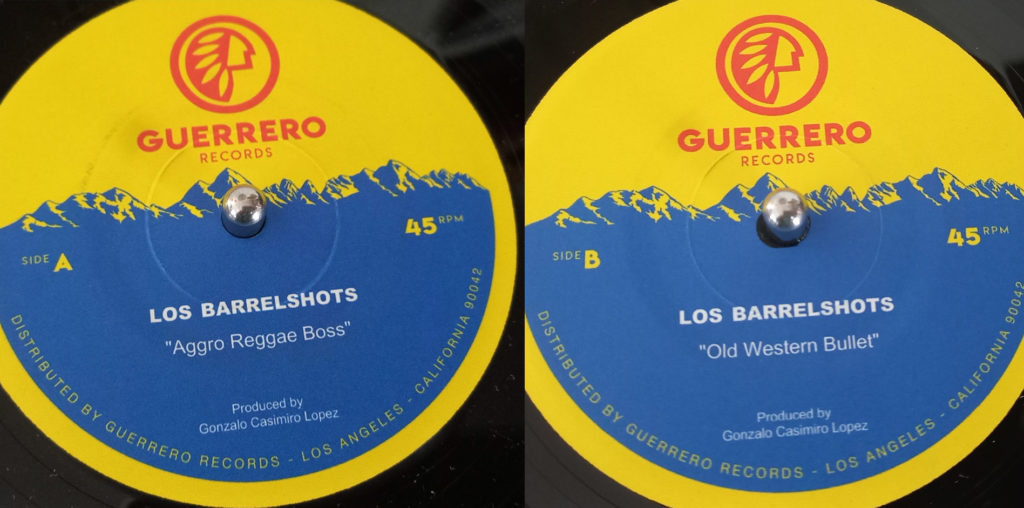 GUERRERO
RECORDS
45 RPM
SIDE A
LOS BARRELSHOTS
"Aggro Reggae Boss"
Produced by
Gonzalo Casimiro Lopez
DISTRIBUTED BY GUERRERO RECORDS - LOS ANGELES - CALIFORNIA 90042
GUERRERO
RECORDS
45 RPM
SIDE B
LOS BARRELSHOTS
"Old Western Bullet"
Produced by
Gonzalo Casimiro Lopez
DISTRIBUTED BY GUERRERO RECORDS - LOS ANGELES - CALIFORNIA 90042